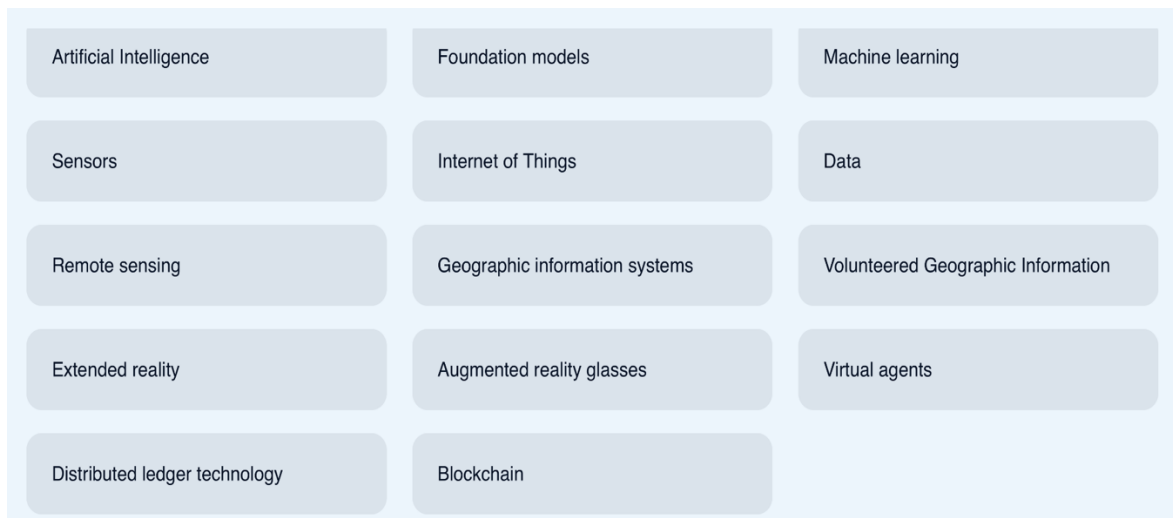 Artificial Intelligence
Foundation models
Machine learning
Sensors
Internet of Things
Data
Remote sensing
Geographic information systems
Volunteered Geographic Information
Extended reality
Augmented reality glasses
Virtual agents
Distributed ledger technology
Blockchain